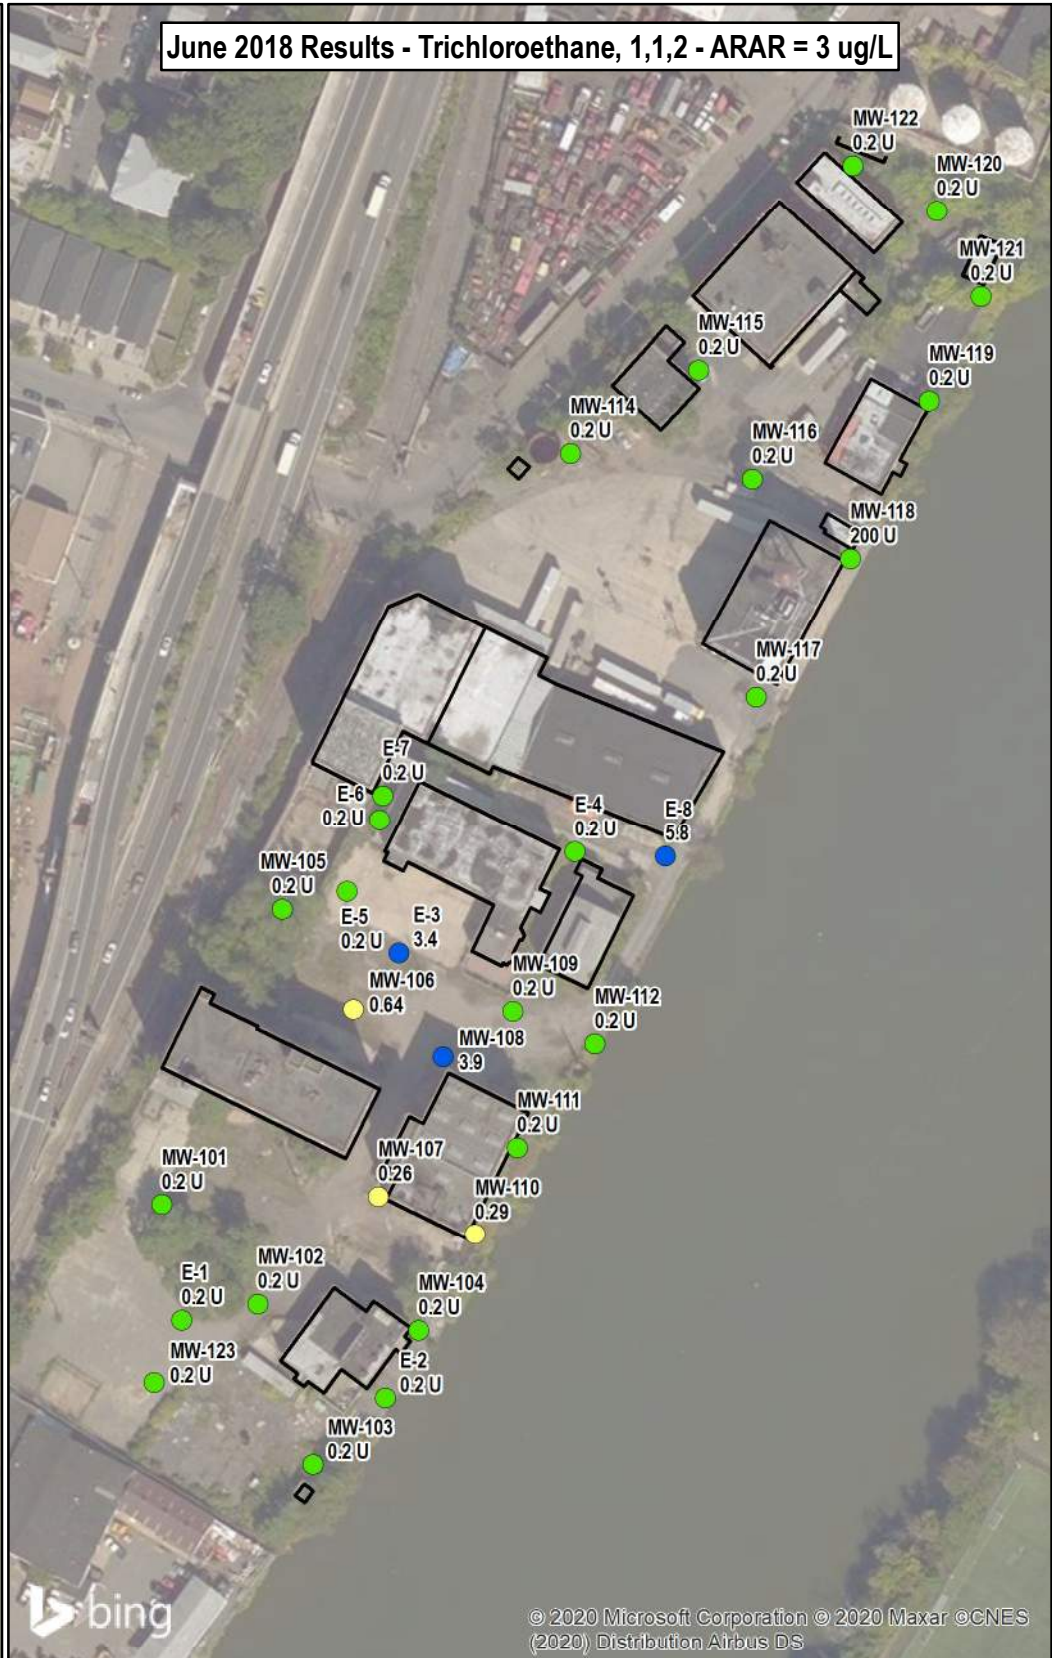 June 2018 Results - Trichloroethane, 1,1,2 - ARAR = 3 ug/L
MW-122
0.2 U
MW-120
0.2 U
MW-121
0.2 U
MW-115
0.2 U
MW-119
0.2 U
MW-114
0.2 U
MW-116
0.2 U
MW-118
200 U
MW-117
0.2 U
E-7
0.2 U
E-6
0.2 U
E-4
0.2 U
E-8
5.8
MW-105
0.2 U
E-5
0.2 U
E-3
3.4
MW-106
0.64
MW-109
0.2 U
MW-112
0.2 U
MW-108
3.9
MW-111
0.2 U
MW-107
0.26
MW-101
0.2 U
MW-110
0.29
MW-102
0.2 U
E-1
0.2 U
MW-104
0.2 U
MW-123
0.2 U
E-2
0.2 U
MW-103
0.2 U
bing
© 2020 Microsoft Corporation © 2020 Maxar ©CNES
(2020) Distribution Airbus DS